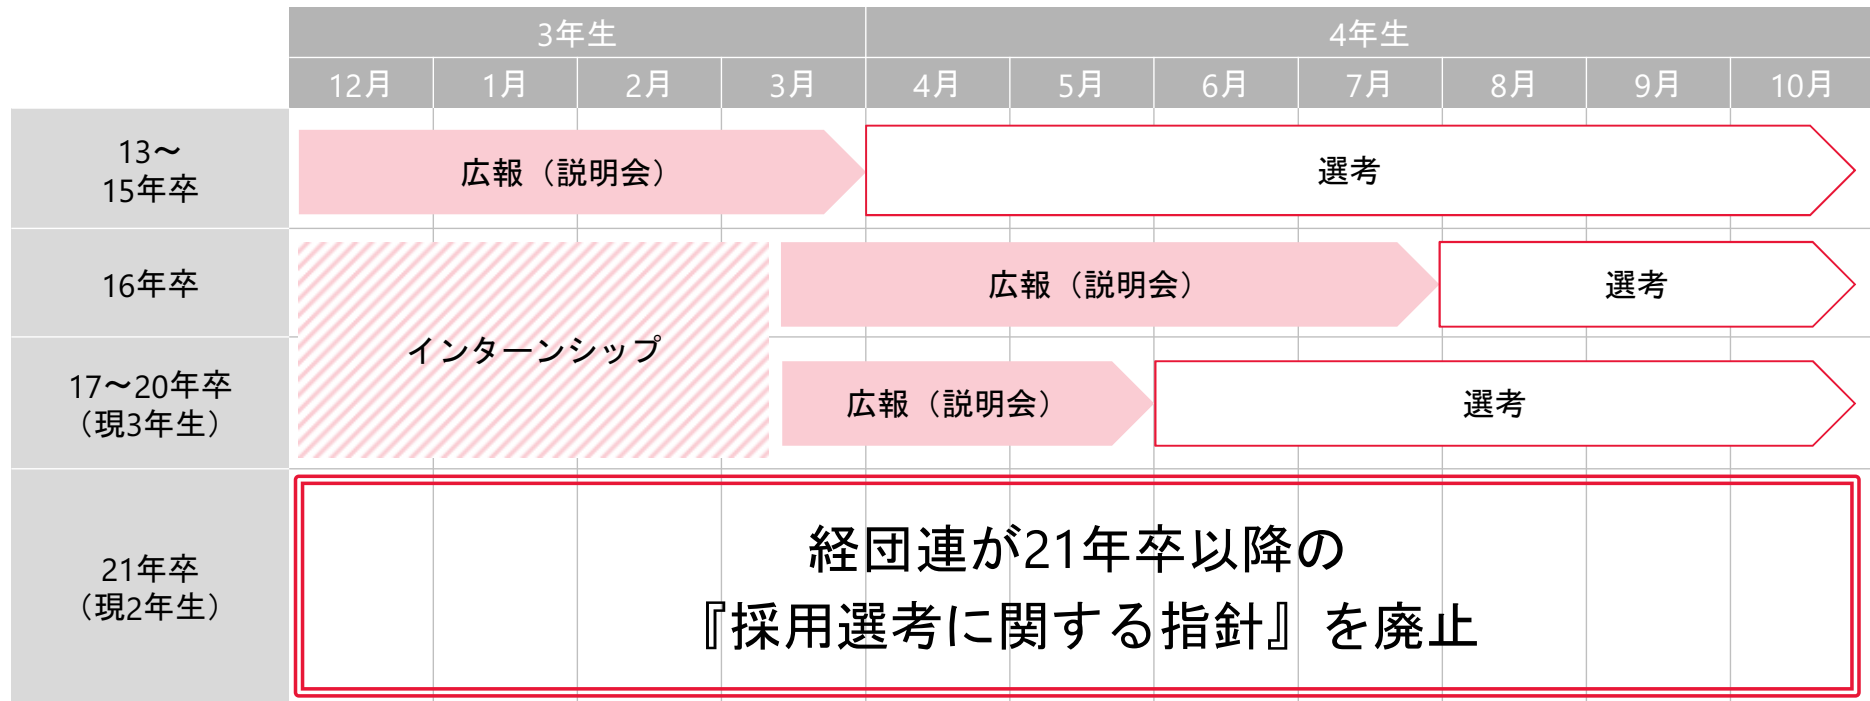 3年生
4年生
12月
1月
2月
3月
4月
5月
6月
7月
8月
9月
10月
13～
15年卒
広報（説明会）
選考
16年卒
広報（説明会）
選考
インターンシップ
17～20年卒
（現3年生）
広報（説明会）
選考
21年卒
（現2年生）
経団連が21年卒以降の
『採用選考に関する指針』を廃止